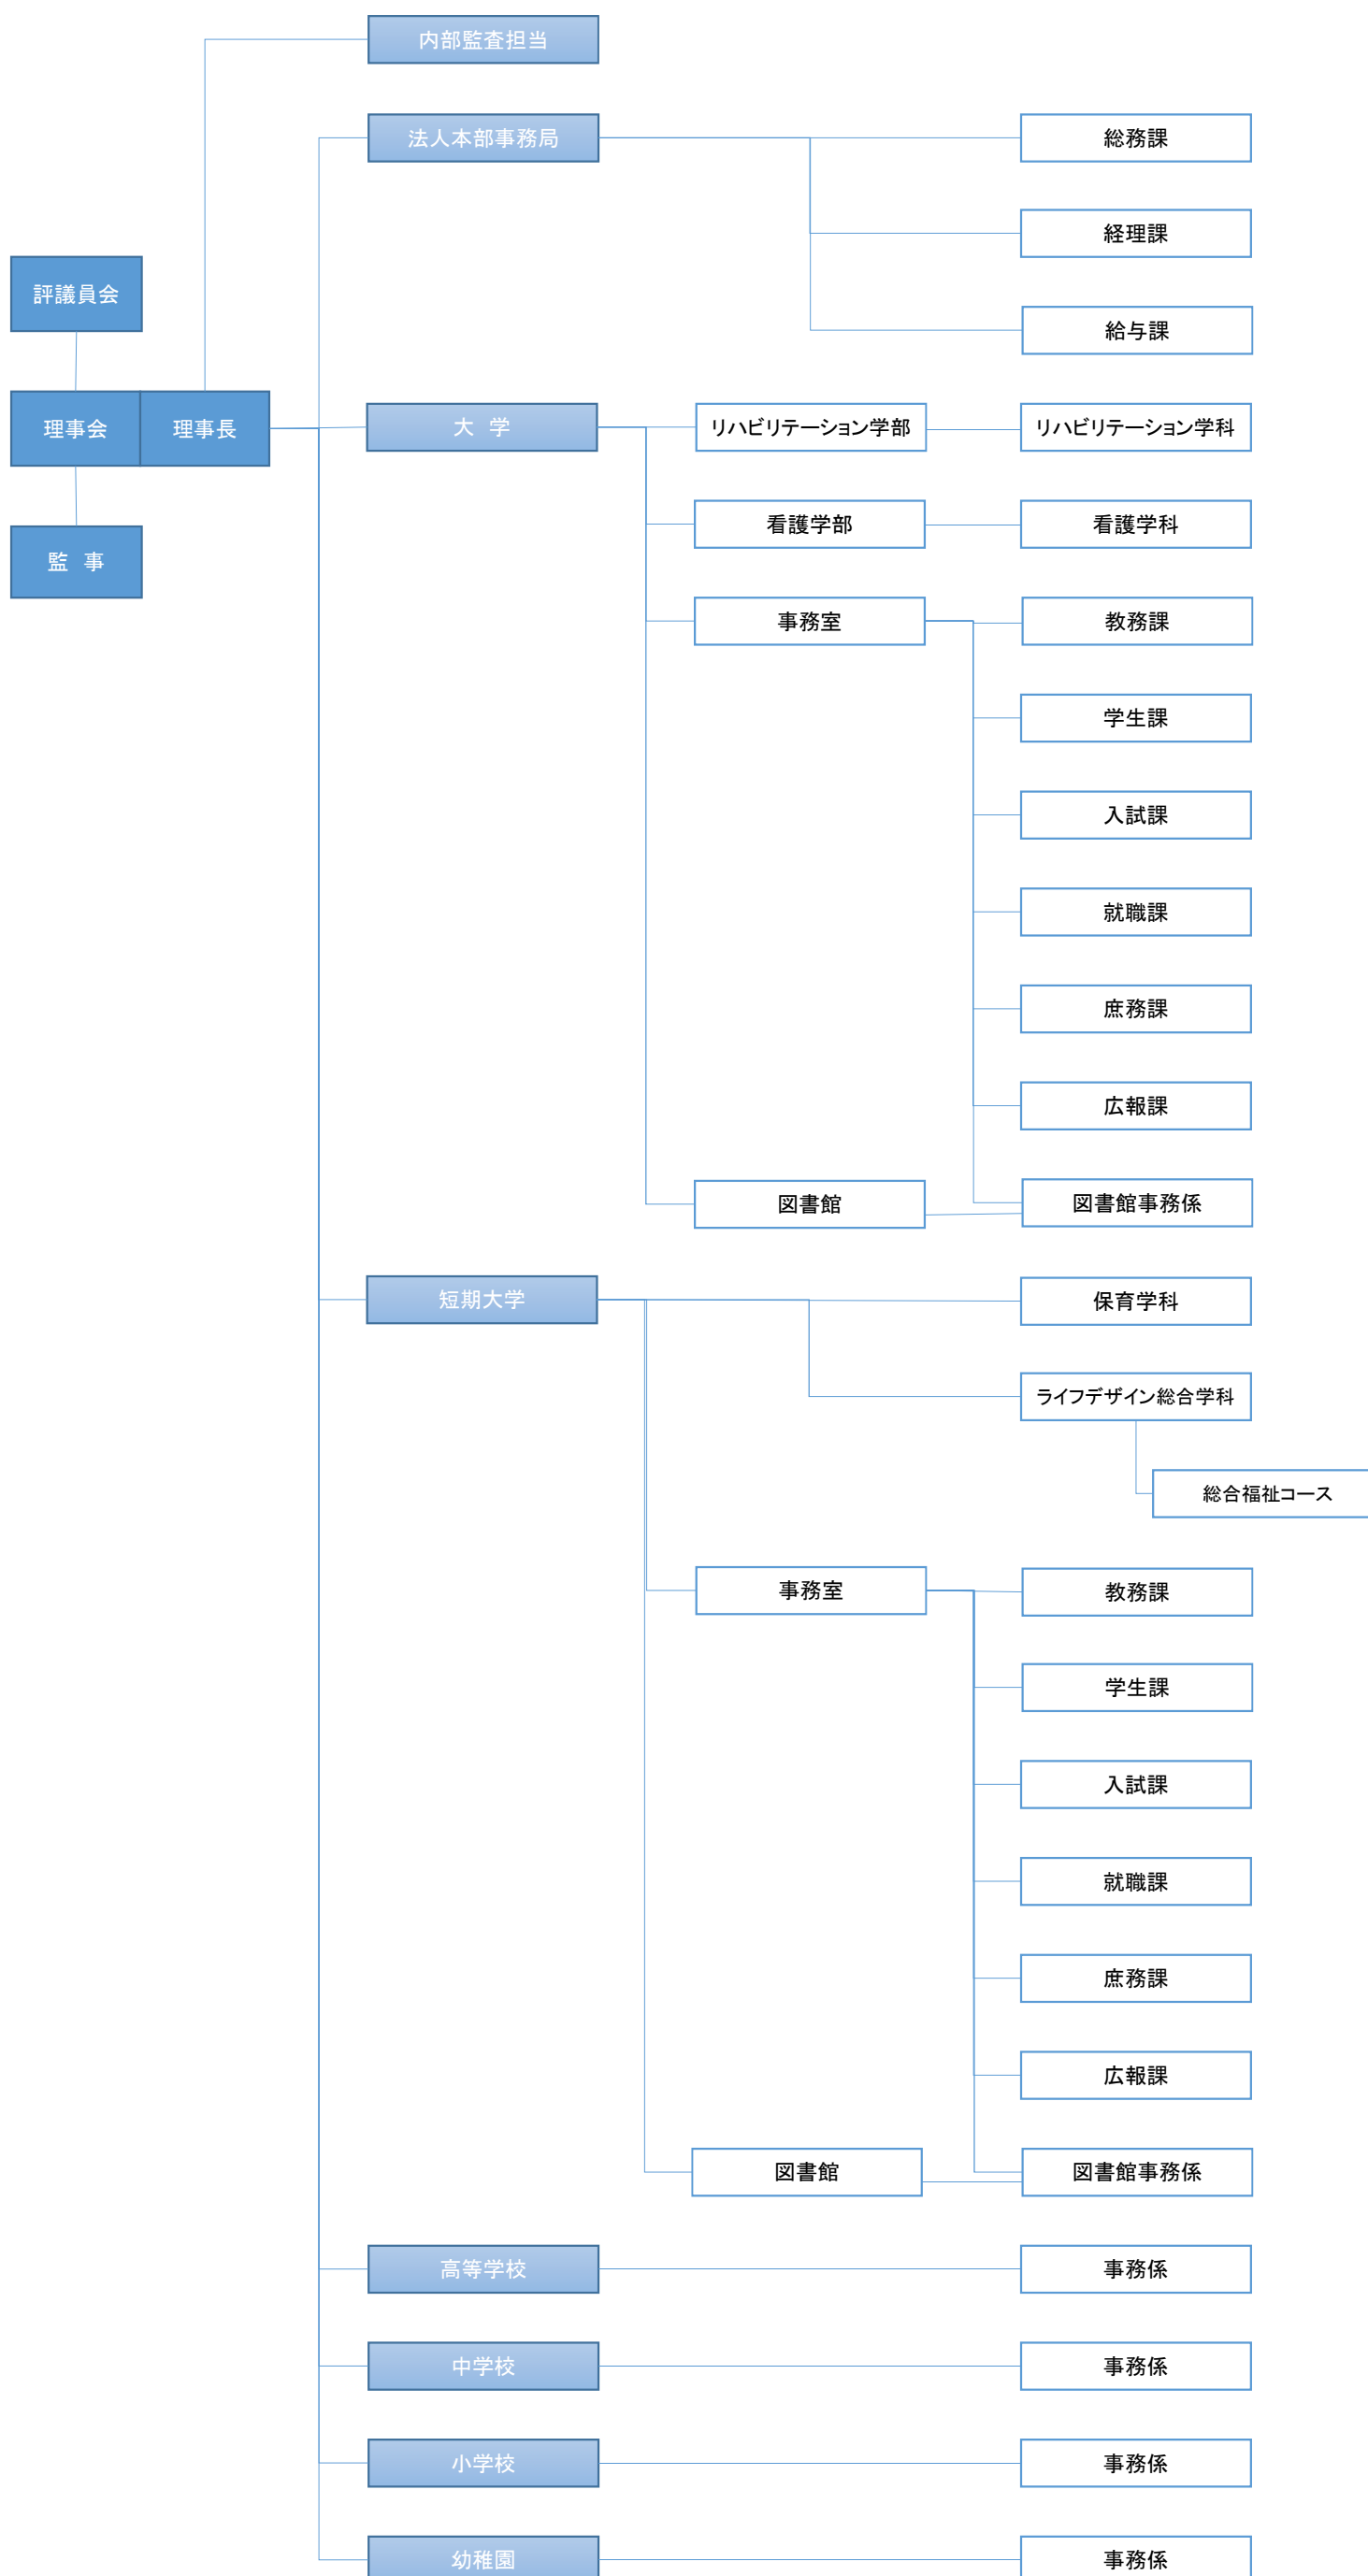 内部監査担当
法人本部事務局
総務課
経理課
給与課
評議員会
理事会
理事長
監　事
大　学
リハビリテーション学部
リハビリテーション学科
看護学部
看護学科
事務室
教務課
学生課
入試課
就職課
庶務課
広報課
図書館
図書館事務係
短期大学
保育学科
ライフデザイン総合学科
総合福祉コース
事務室
教務課
学生課
入試課
就職課
庶務課
広報課
図書館
図書館事務係
高等学校
事務係
中学校
事務係
小学校
事務係
幼稚園
事務係